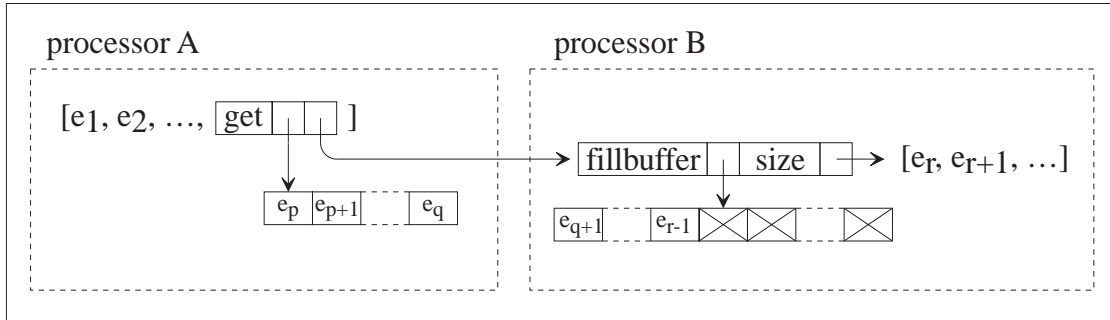 processor A
processor B
[e1, e2, …, get ]
fillbuffer size [er, er+1, …]
ep ep+1 eq
eq+1 er-1